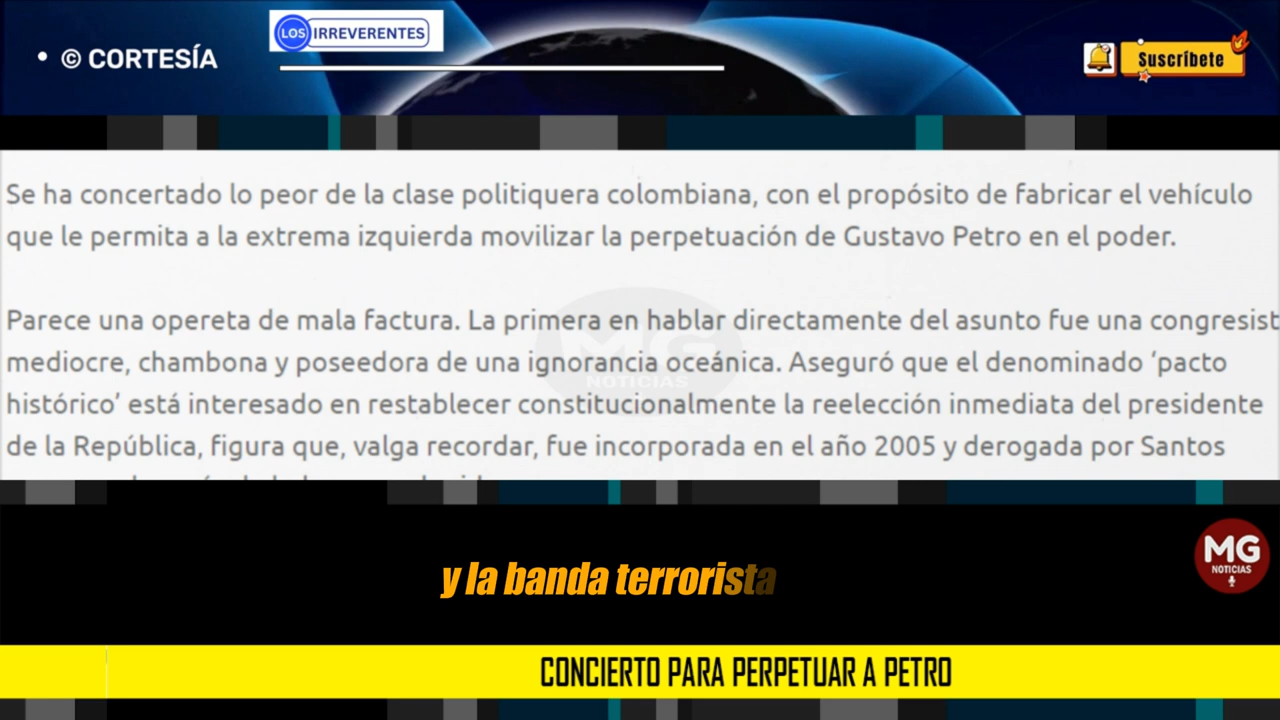 • © CORTESÍA
LOS IRREVERENTES
Suscríbete
Se ha concertado lo peor de la clase politiquera colombiana, con el propósito de fabricar el vehículo
que le permita a la extrema izquierda movilizar la perpetuación de Gustavo Petro en el poder.
Parece una opereta de mala factura. La primera en hablar directamente del asunto fue una congresist
mediocre, chambona y poseedora de una ignorancia oceánica. Aseguró que el denominado ‘pacto
histórico’ está interesado en restablecer constitucionalmente la reelección inmediata del presidente
de la República, figura que, valga recordar, fue incorporada en el año 2005 y derogada por Santos
MG
NOTICIAS
y la banda terrorista
MG
NOTICIAS
CONCIERTO PARA PERPETUAR A PETRO